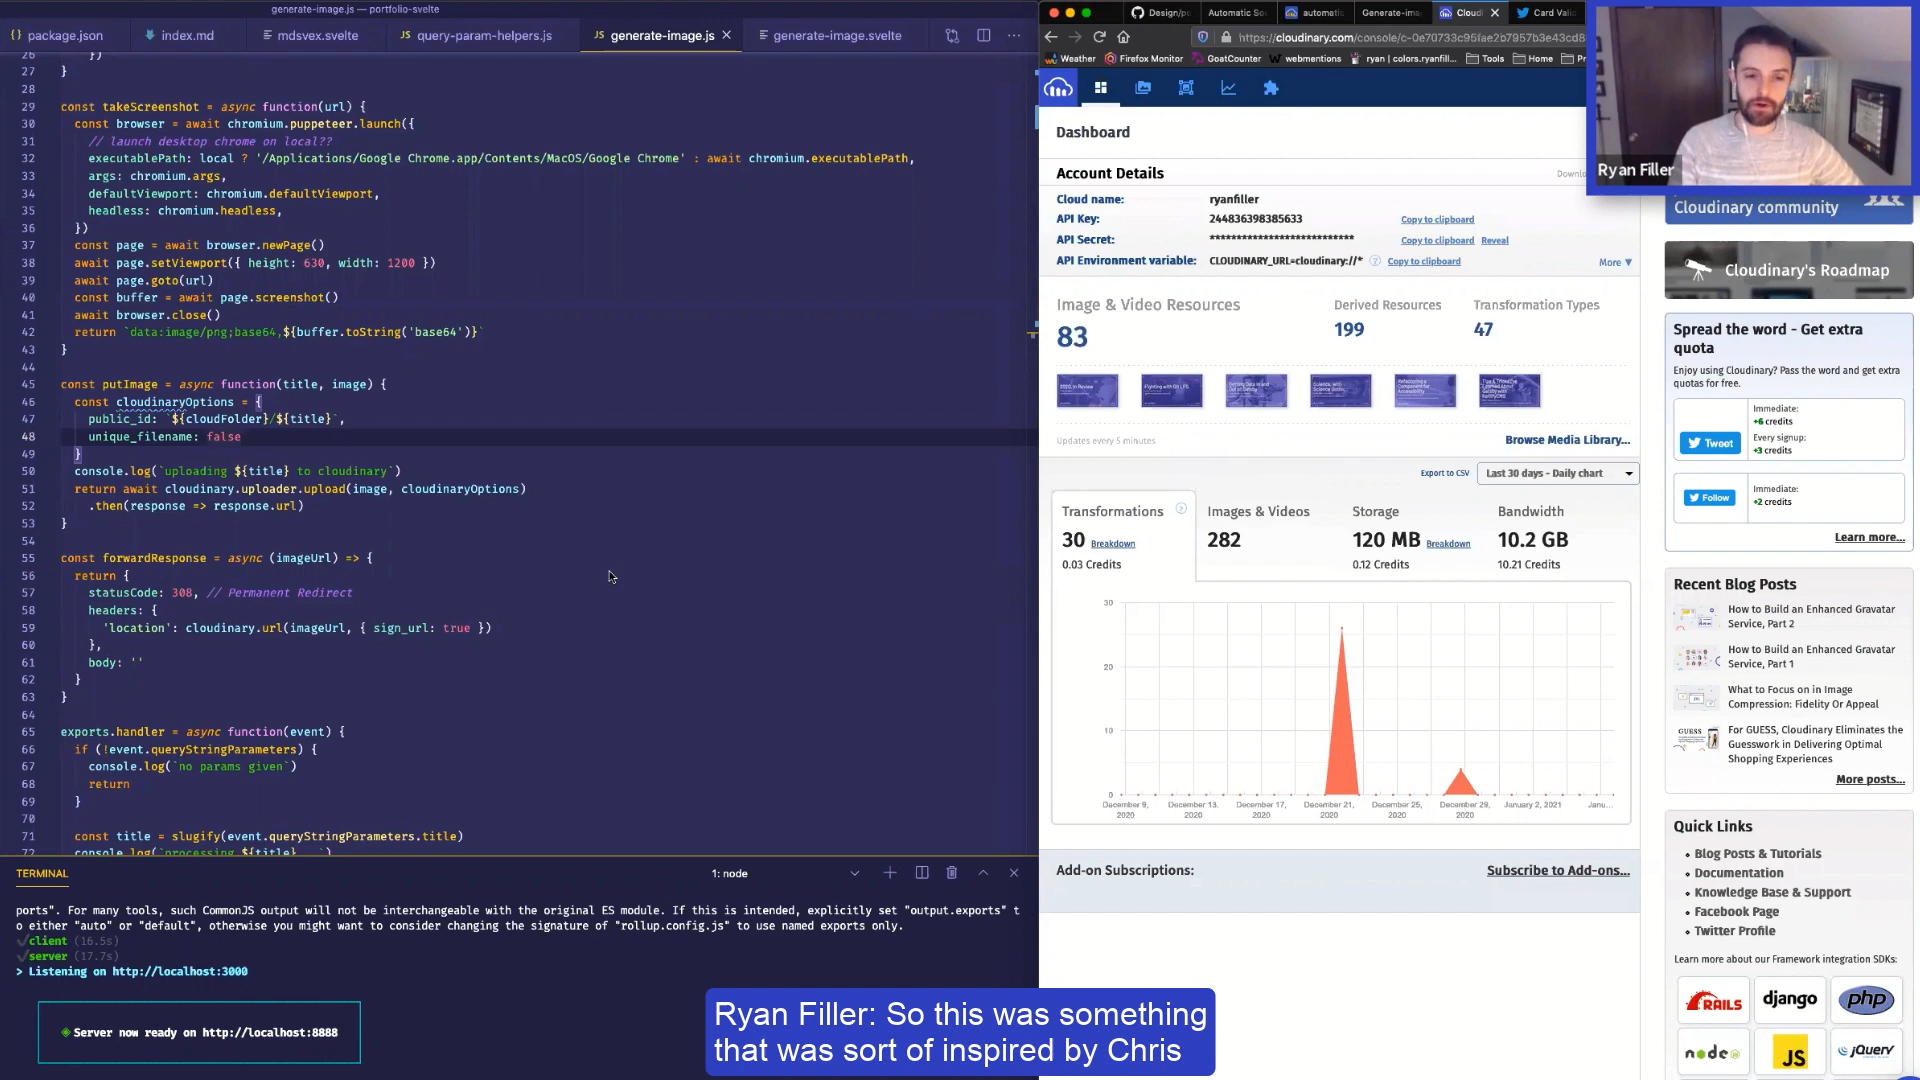 generate-image.js — portfolio-svelte
package.json
index.md
mdsvex.svelte
query-param-helpers.js
generate-image.js
generate-image.svelte
26 })
27 }
28
29 const takeScreenshot = async function(url) {
30 const browser = await chromium.puppeteer.launch({
31 // launch desktop chrome on local??
32 executablePath: local ? '/Applications/Google Chrome.app/Contents/MacOS/Google Chrome' : await chromium.executablePath,
33 args: chromium.args,
34 defaultViewport: chromium.defaultViewport,
35 headless: chromium.headless,
36 })
37 const page = await browser.newPage()
38 await page.setViewport({ height: 630, width: 1200 })
39 await page.goto(url)
40 const buffer = await page.screenshot()
41 await browser.close()
42 return `data:image/png;base64,${buffer.toString('base64')}`
43 }
44
45 const putImage = async function(title, image) {
46 const cloudinaryOptions = {
47 public_id: `${cloudFolder}/${title}`,
48 unique_filename: false
49 }
50 console.log(`uploading ${title} to cloudinary`)
51 return await cloudinary.uploader.upload(image, cloudinaryOptions)
52 .then(response => response.url)
53 }
54
55 const forwardResponse = async (imageUrl) => {
56 return {
57 statusCode: 308, // Permanent Redirect
58 headers: {
59 'location': cloudinary.url(imageUrl, { sign_url: true })
60 },
61 body: ''
62 }
63 }
64
65 exports.handler = async function(event) {
66 if (!event.queryStringParameters) {
67 console.log(`no params given`)
68 return
69 }
70
71 const title = slugify(event.queryStringParameters.title)
72 console.log(`processing ${title}...`)
TERMINAL
1: node
ports". For many tools, such CommonJS output will not be interchangeable with the original ES module. If this is intended, explicitly set "output.exports" t
o either "auto" or "default", otherwise you might want to consider changing the signature of "rollup.config.js" to use named exports only.
✓client (16.5s)
✓server (17.7s)
> Listening on http://localhost:3000
Server now ready on http://localhost:8888
Design/p
Automatic So
automatic
Generate-ima
Cloudi
Card Vali
https://cloudinary.com/console/c-0e70733c95fae2b7957b3e43cd8
Weather
Firefox Monitor
GoatCounter
webmentions
ryan | colors.ryanfill...
Tools
Home
Dashboard
Account Details
Downlo
Cloud name: ryanfiller
API Key: 244836398385633 Copy to clipboard
API Secret: *************************** Copy to clipboard Reveal
API Environment variable: CLOUDINARY_URL=cloudinary://* Copy to clipboard More ▼
Image & Video Resources
83
Derived Resources
199
Transformation Types
47
2020, in Review
Fighting with Git LFS
Updates every 5 minutes
Browse Media Library...
Export to CSV
Last 30 days - Daily chart
Transformations
30 Breakdown
0.03 Credits
Images & Videos
282
Storage
120 MB Breakdown
0.12 Credits
Bandwidth
10.2 GB
10.21 Credits
30
20
10
0
December 9, 2020
December 13, 2020
December 17, 2020
December 21, 2020
December 25, 2020
December 29, 2020
January 2, 2021
Janu...
Add-on Subscriptions:
Subscribe to Add-ons...
Ryan Filler
Cloudinary community
Cloudinary's Roadmap
Spread the word - Get extra
quota
Enjoy using Cloudinary? Pass the word and get extra
quotas for free.
Tweet
Immediate:
+6 credits
Every signup:
+3 credits
Follow
Immediate:
+2 credits
Learn more...
Recent Blog Posts
How to Build an Enhanced Gravatar
Service, Part 2
How to Build an Enhanced Gravatar
Service, Part 1
What to Focus on in Image
Compression: Fidelity Or Appeal
GUESS
For GUESS, Cloudinary Eliminates the
Guesswork in Delivering Optimal
Shopping Experiences
More posts...
Quick Links
Blog Posts & Tutorials
Documentation
Knowledge Base & Support
Facebook Page
Twitter Profile
Learn more about our Framework integration SDKs:
RAILS
django
php
node
JS
jQuery
Ryan Filler: So this was something
that was sort of inspired by Chris